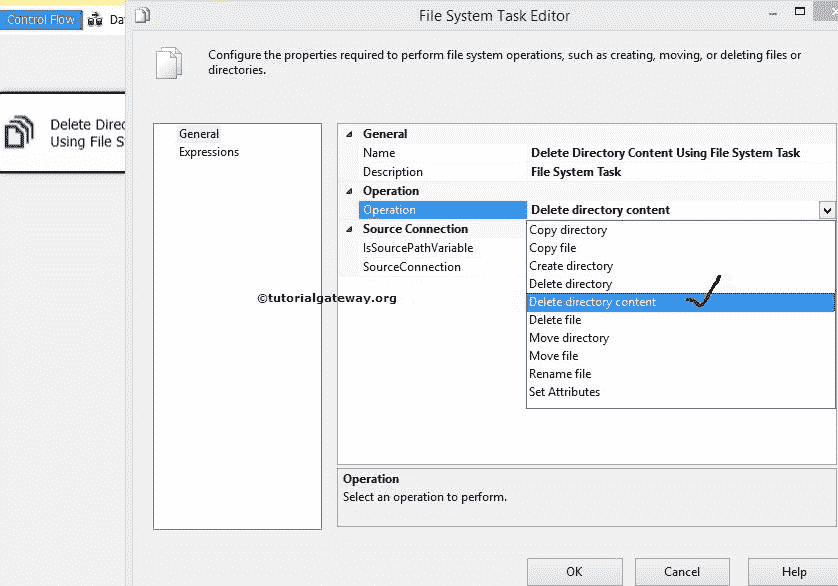 Control Flow
Da
File System Task Editor
Configure the properties required to perform file system operations, such as creating, moving, or deleting files or
directories.
Delete Direc
Using File S
General
Expressions
General
Name Delete Directory Content Using File System Task
Description File System Task
Operation
Operation Delete directory content
Source Connection
IsSourcePathVariable
SourceConnection
Copy directory
Copy file
Create directory
Delete directory
Delete directory content
Delete file
Move directory
Move file
Rename file
Set Attributes
©tutorialgateway.org
Operation
Select an operation to perform.
OK
Cancel
Help